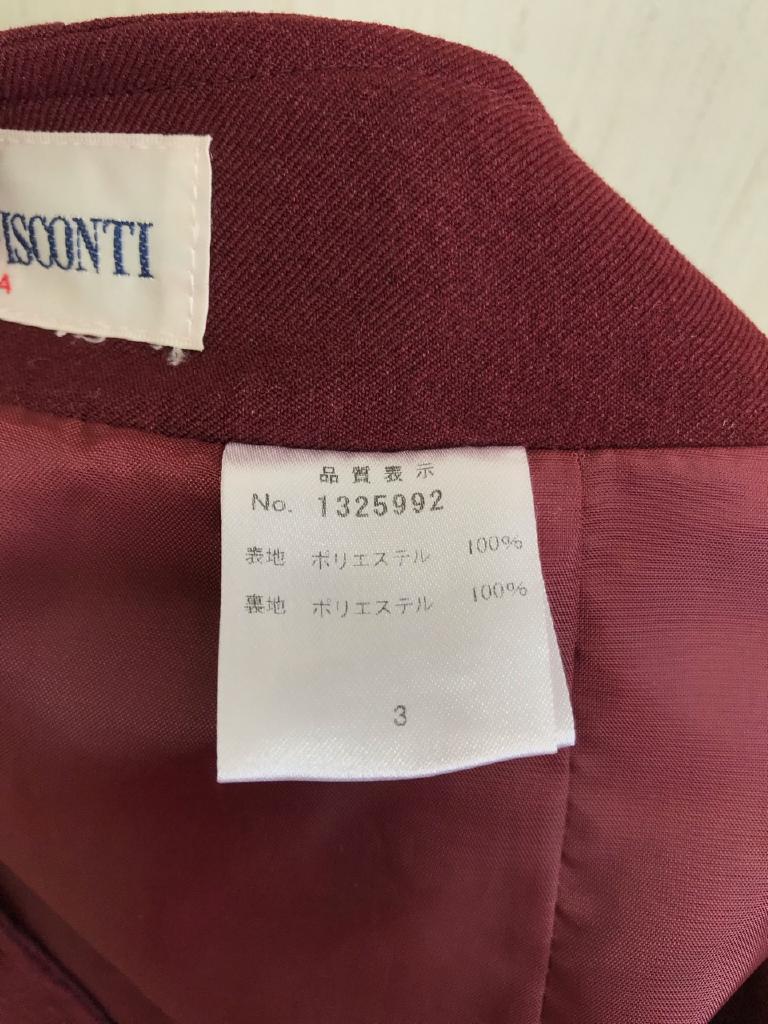 ISCONTI
4
品質表示
No. 1325992
表地 ポリエステル 100%
裏地 ポリエステル 100%
3